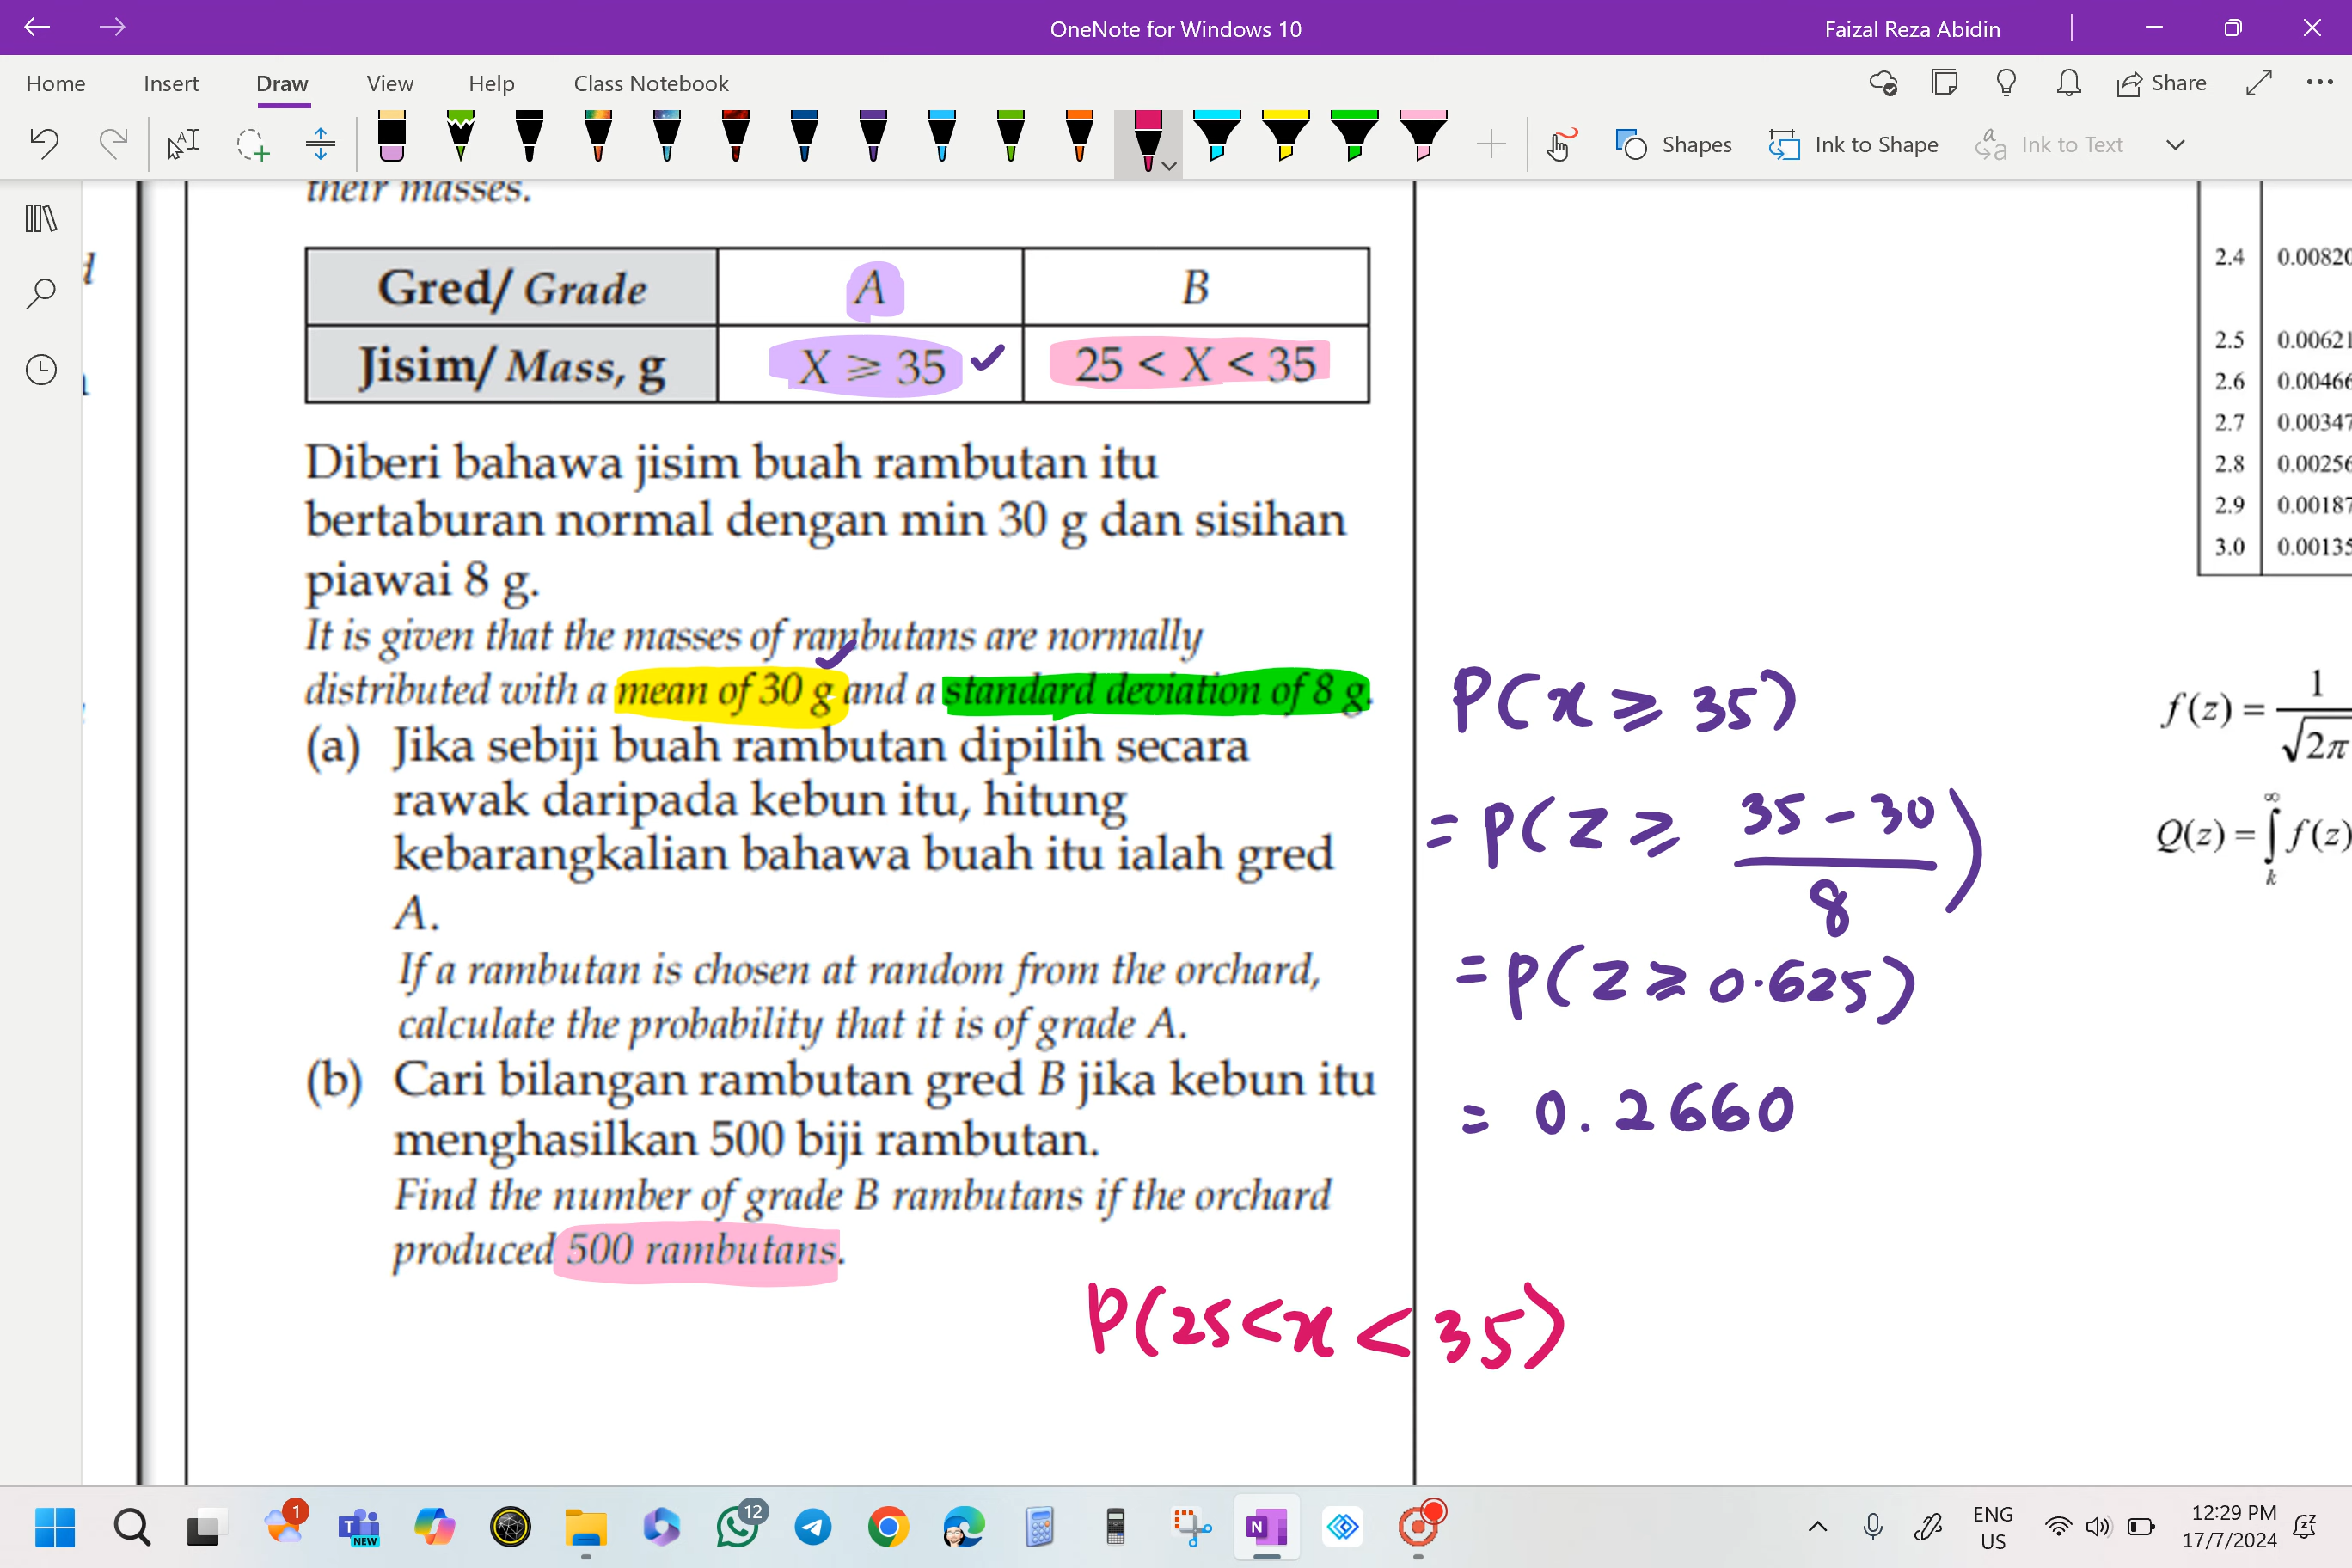 OneNote for Windows 10
Faizal Reza Abidin
Home Insert Draw View Help Class Notebook
Share
Shapes Ink to Shape Ink to Text
their masses.
d
Gred/ Grade A B
Jisim/ Mass, g X ⩾ 35 ✓ 25 < X < 35
Diberi bahawa jisim buah rambutan itu
bertaburan normal dengan min 30 g dan sisihan
piawai 8 g.
It is given that the masses of rambutans are normally
distributed with a mean of 30 g and a standard deviation of 8 g.
(a) Jika sebiji buah rambutan dipilih secara
rawak daripada kebun itu, hitung
kebarangkalian bahawa buah itu ialah gred
A.
If a rambutan is chosen at random from the orchard,
calculate the probability that it is of grade A.
(b) Cari bilangan rambutan gred B jika kebun itu
menghasilkan 500 biji rambutan.
Find the number of grade B rambutans if the orchard
produced 500 rambutans.
P(x ⩾ 35)
= P(Z ⩾ (35 - 30)/8)
= P(Z ⩾ 0.625)
= 0.2660
P(25 < x < 35)
2.4 0.00820
2.5 0.00621
2.6 0.00466
2.7 0.00347
2.8 0.00256
2.9 0.00187
3.0 0.00135
f(z) = 1/√2π
Q(z) = ∫ k ∞ f(z)
1
NEW
12
ENG
US
12:29 PM
17/7/2024